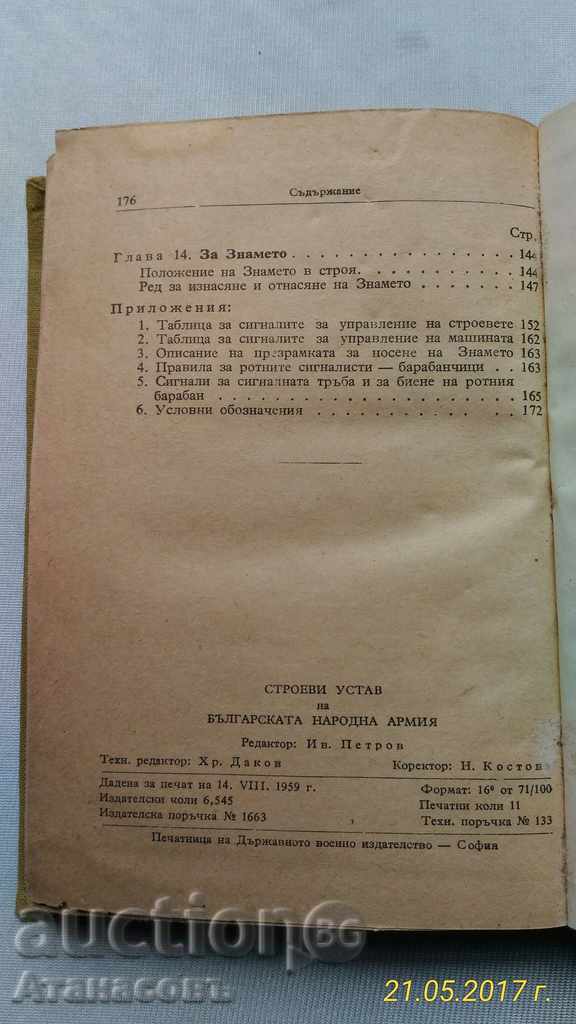 176 Съдържание
Стр.
Глава 14. За Знамето . . . . . . . . . . . . . . . . 144
Положение на Знамето в строя. . . . . . . . . . . 144
Ред за изнасяне и отнасяне на Знамето . . . . . . . 147
Приложения:
1. Таблица за сигналите за управление на строевете 152
2. Таблица за сигналите за управление на машината 162
3. Описание на презрамката за носене на Знамето 163
4. Правила за ротните сигналисти — барабанчици . . 163
5. Сигнали за сигналната тръба и за биене на ротния
барабан . . . . . . . . . . . . . . . . . . . . 165
6. Условни обозначения . . . . . . . . . . . . . 172
СТРОЕВИ УСТАВ
на
БЪЛГАРСКАТА НАРОДНА АРМИЯ
Редактор: Ив. Петров
Техн. редактор: Хр. Даков Коректор: Н. Костова
Дадена за печат на 14. VIII. 1959 г. Формат: 16° от 71/100
Издателски коли 6,545 Печатни коли 11
Издателска поръчка № 1663 Техн. поръчка № 133
Печатница на Държавното военно издателство — София
auction86
Атанасовъ
21.05.2017 г.